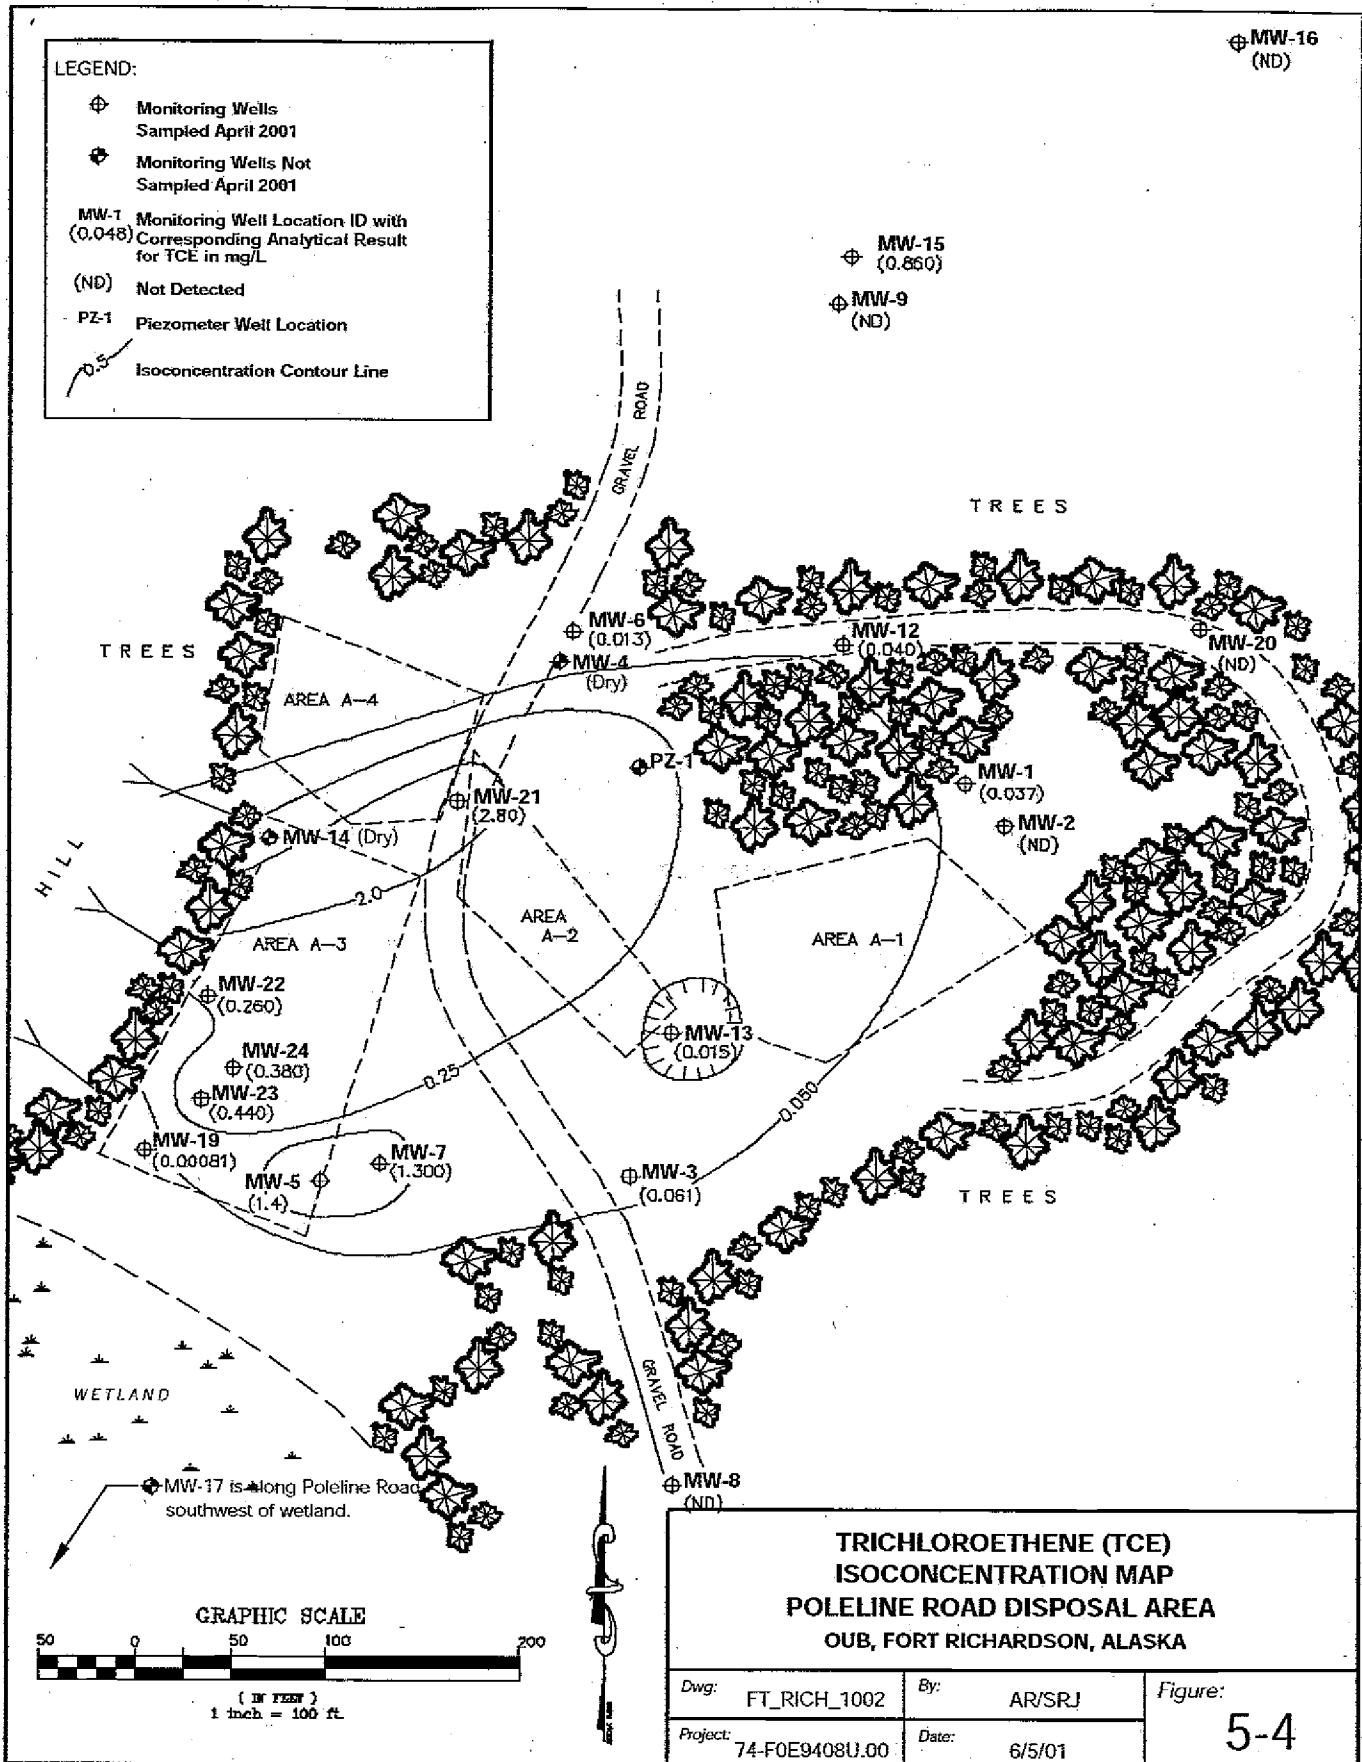 LEGEND:
Monitoring Wells
Sampled April 2001
Monitoring Wells Not
Sampled April 2001
MW-1
(0.048)
Monitoring Well Location ID with
Corresponding Analytical Result
for TCE in mg/L
(ND)
Not Detected
PZ-1
Piezometer Well Location
0.5
Isoconcentration Contour Line
MW-16
(ND)
MW-15
(0.860)
MW-9
(ND)
GRAVEL ROAD
TREES
TREES
MW-6
(0.013)
MW-12
(0.040)
MW-20
(ND)
MW-4
(Dry)
AREA A-4
PZ-1
MW-1
(0.037)
MW-21
(2.80)
MW-2
(ND)
MW-14 (Dry)
HILL
2.0
AREA
A-2
AREA A-1
AREA A-3
MW-22
(0.260)
MW-13
(0.015)
MW-24
(0.380)
0.25
MW-23
(0.440)
0.050
MW-19
(0.00081)
MW-7
(1.300)
MW-5
(1.4)
MW-3
(0.061)
TREES
GRAVEL ROAD
WETLAND
MW-17 is along Poleline Road
southwest of wetland.
MW-8
(ND)
GRAPHIC SCALE
50 0 50 100 200
( IN FEET )
1 inch = 100 ft.
TRICHLOROETHENE (TCE)
ISOCONCENTRATION MAP
POLELINE ROAD DISPOSAL AREA
OUB, FORT RICHARDSON, ALASKA
Dwg: FT_RICH_1002
By: AR/SRJ
Figure:
5-4
Project: 74-F0E9408U.00
Date: 6/5/01